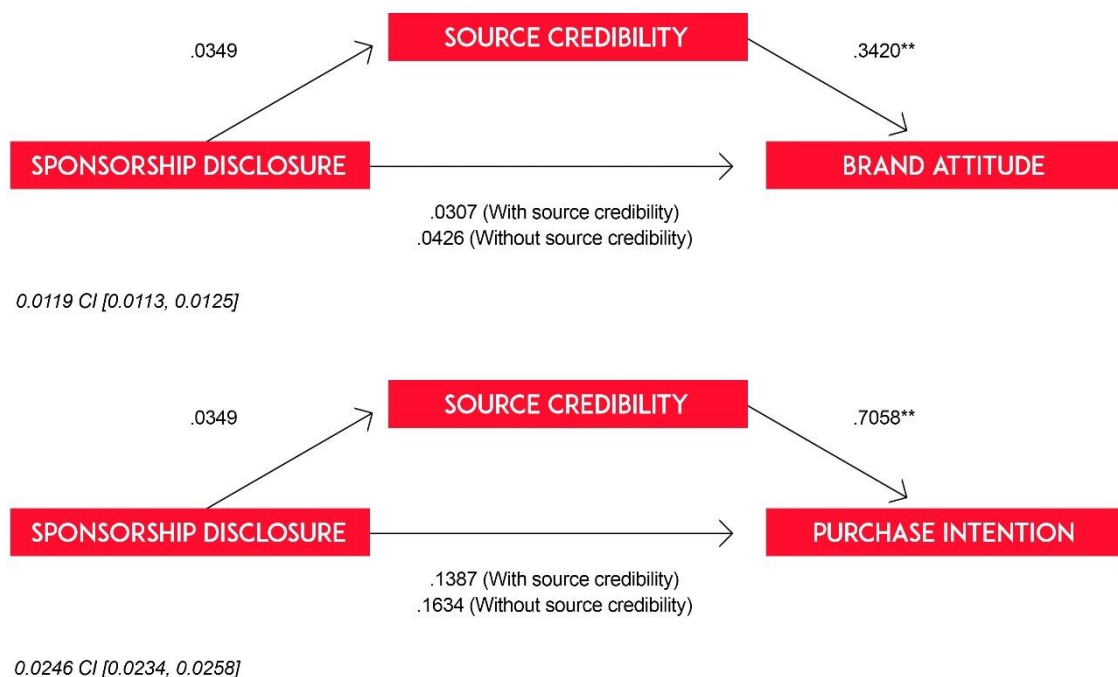 SOURCE CREDIBILITY
.0349
.3420**
SPONSORSHIP DISCLOSURE
BRAND ATTITUDE
.0307 (With source credibility)
.0426 (Without source credibility)
0.0119 CI [0.0113, 0.0125]
SOURCE CREDIBILITY
.0349
.7058**
SPONSORSHIP DISCLOSURE
PURCHASE INTENTION
.1387 (With source credibility)
.1634 (Without source credibility)
0.0246 CI [0.0234, 0.0258]